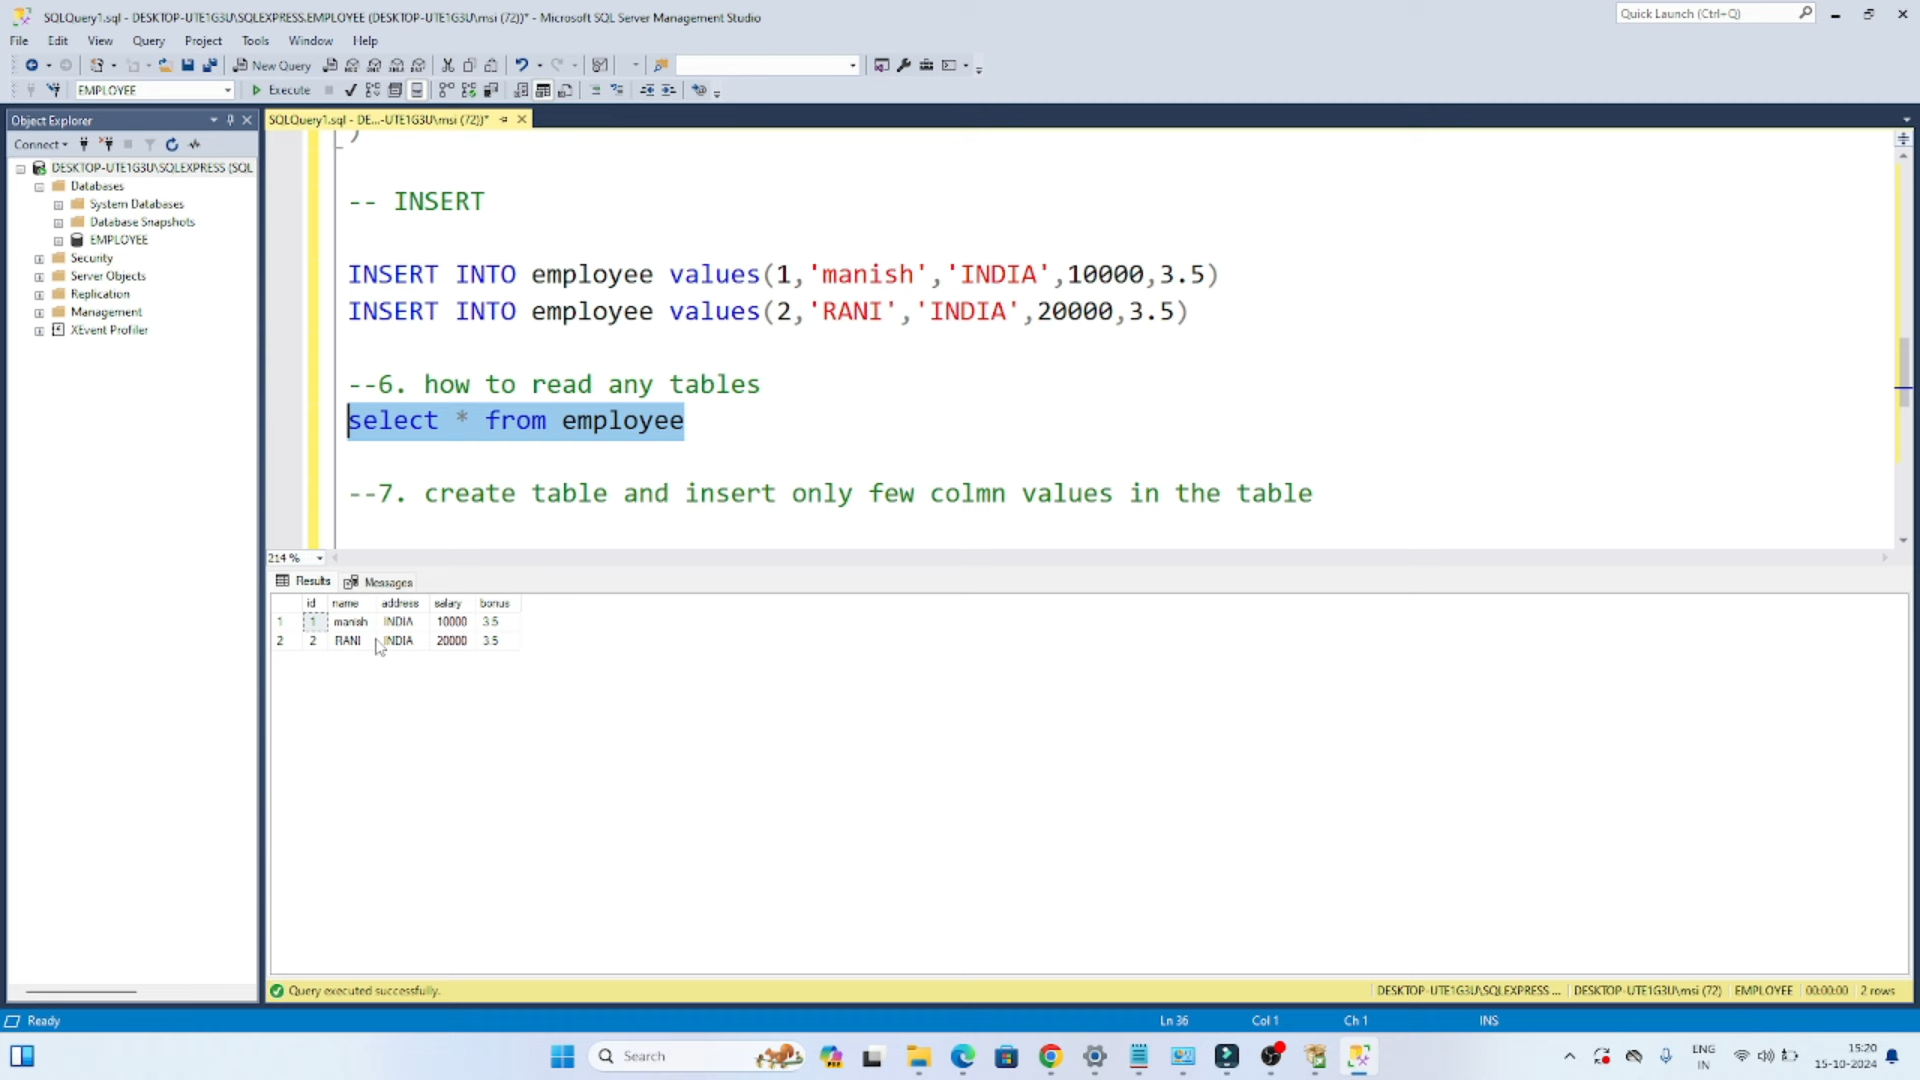 SQLQuery1.sql - DESKTOP-UTE1G3U\SQLEXPRESS.EMPLOYEE (DESKTOP-UTE1G3U\msi (72))* - Microsoft SQL Server Management Studio
Quick Launch (Ctrl+Q)
File Edit View Query Project Tools Window Help
New Query
EMPLOYEE
Execute
Object Explorer
SQLQuery1.sql - DE...-UTE1G3U\msi (72))*
Connect
DESKTOP-UTE1G3U\SQLEXPRESS (SQL
Databases
System Databases
Database Snapshots
EMPLOYEE
Security
Server Objects
Replication
Management
XEvent Profiler
)
-- INSERT
INSERT INTO employee values(1,'manish','INDIA',10000,3.5)
INSERT INTO employee values(2,'RANI','INDIA',20000,3.5)
--6. how to read any tables
select * from employee
--7. create table and insert only few colmn values in the table
214 %
Results Messages
id name address salary bonus
1 1 manish INDIA 10000 3.5
2 2 RANI INDIA 20000 3.5
Query executed successfully.
DESKTOP-UTE1G3U\SQLEXPRESS ... DESKTOP-UTE1G3U\msi (72) EMPLOYEE 00:00:00 2 rows
Ready
Ln 36 Col 1 Ch 1 INS
Search
ENG
IN
15:20
15-10-2024